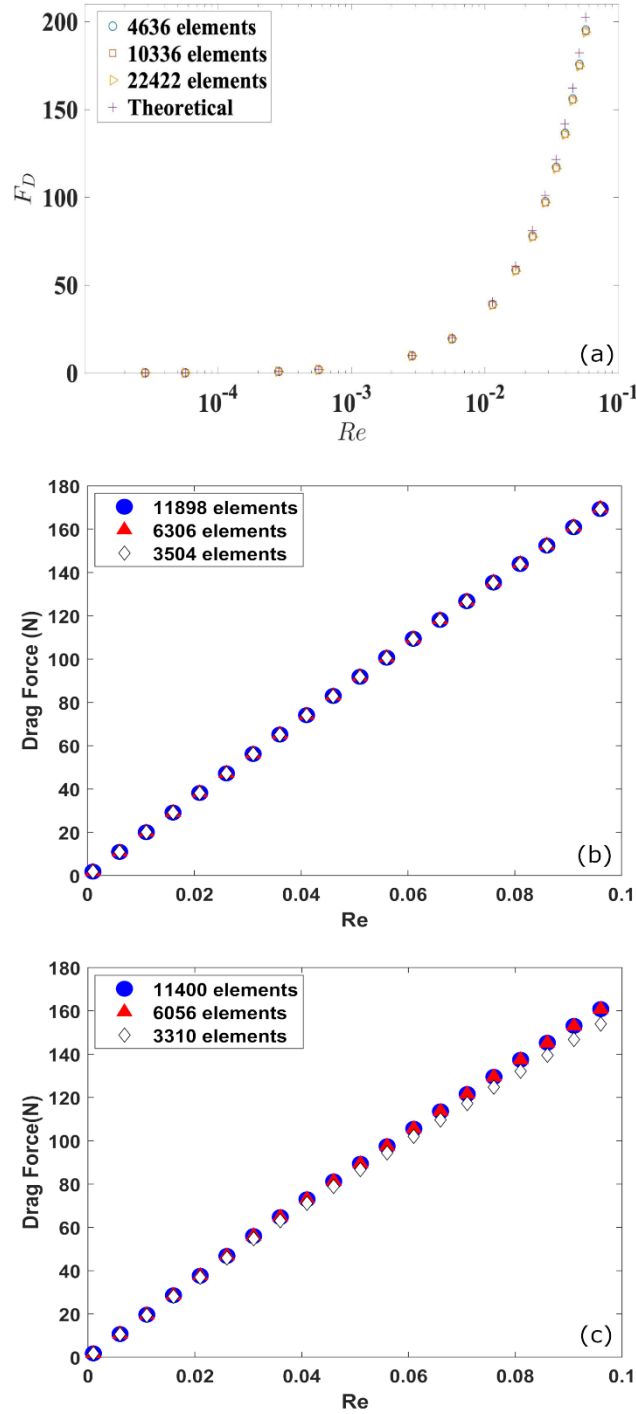 200
150
100
50
0
F_D
4636 elements
10336 elements
22422 elements
Theoretical
(a)
10^-4
10^-3
10^-2
10^-1
Re
180
160
140
120
100
80
60
40
20
0
Drag Force (N)
11898 elements
6306 elements
3504 elements
(b)
0
0.02
0.04
0.06
0.08
0.1
Re
180
160
140
120
100
80
60
40
20
0
Drag Force(N)
11400 elements
6056 elements
3310 elements
(c)
0
0.02
0.04
0.06
0.08
0.1
Re